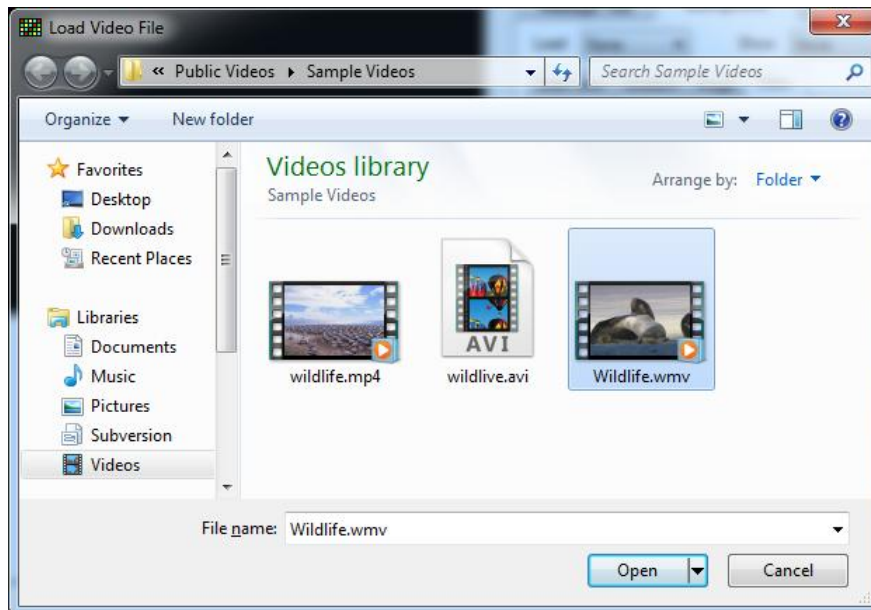 Load Video File
« Public Videos ▸ Sample Videos
Search Sample Videos
Organize
New folder
Favorites
Desktop
Downloads
Recent Places
Libraries
Documents
Music
Pictures
Subversion
Videos
Videos library
Sample Videos
Arrange by: Folder
AVI
wildlife.mp4 wildlive.avi Wildlife.wmv
File name: Wildlife.wmv
Open Cancel